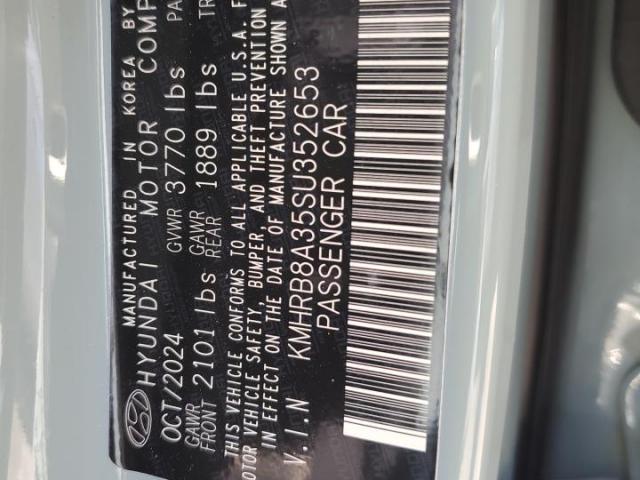 MANUFACTURED IN KOREA BY
HYUNDAI MOTOR COMP
OCT/2024 GVWR 3770 lbs PA
GAWR FRONT 2101 lbs GAWR REAR 1889 lbs TR
THIS VEHICLE CONFORMS TO ALL APPLICABLE U.S.A. F
MOTOR VEHICLE SAFETY, BUMPER, AND THEFT PREVENTION
IN EFFECT ON THE DATE OF MANUFACTURE SHOWN A
V.I.N KMHRB8A35SU352653
PASSENGER CAR